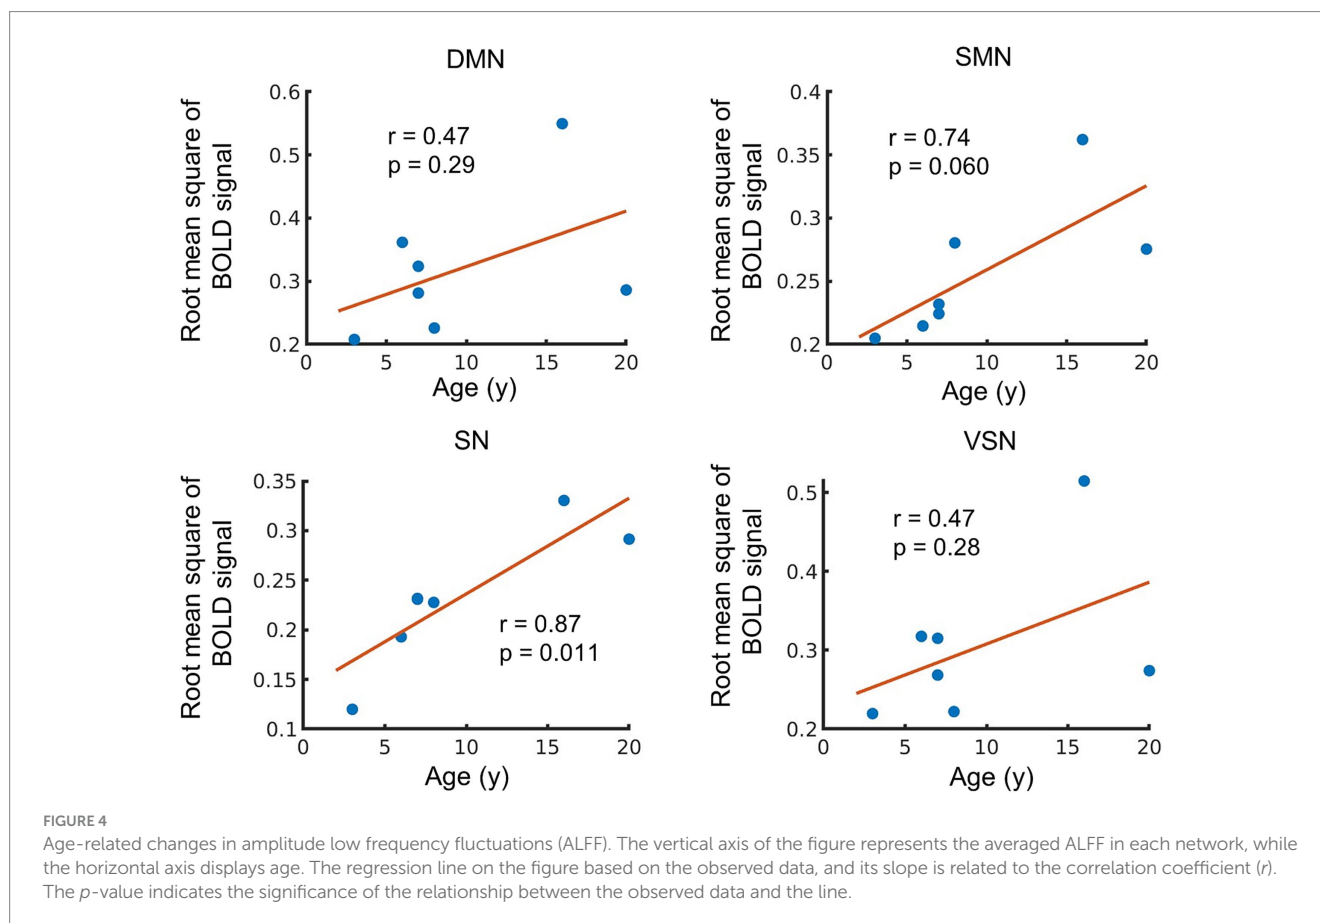 DMN
Root mean square of
BOLD signal
0.6
0.5
0.4
0.3
0.2
r = 0.47
p = 0.29
0 5 10 15 20
Age (y)
SMN
Root mean square of
BOLD signal
0.4
0.35
0.3
0.25
0.2
r = 0.74
p = 0.060
0 5 10 15 20
Age (y)
SN
Root mean square of
BOLD signal
0.35
0.3
0.25
0.2
0.15
0.1
r = 0.87
p = 0.011
0 5 10 15 20
Age (y)
VSN
Root mean square of
BOLD signal
0.5
0.4
0.3
0.2
r = 0.47
p = 0.28
0 5 10 15 20
Age (y)
FIGURE 4
Age-related changes in amplitude low frequency fluctuations (ALFF). The vertical axis of the figure represents the averaged ALFF in each network, while
the horizontal axis displays age. The regression line on the figure based on the observed data, and its slope is related to the correlation coefficient (r).
The p-value indicates the significance of the relationship between the observed data and the line.